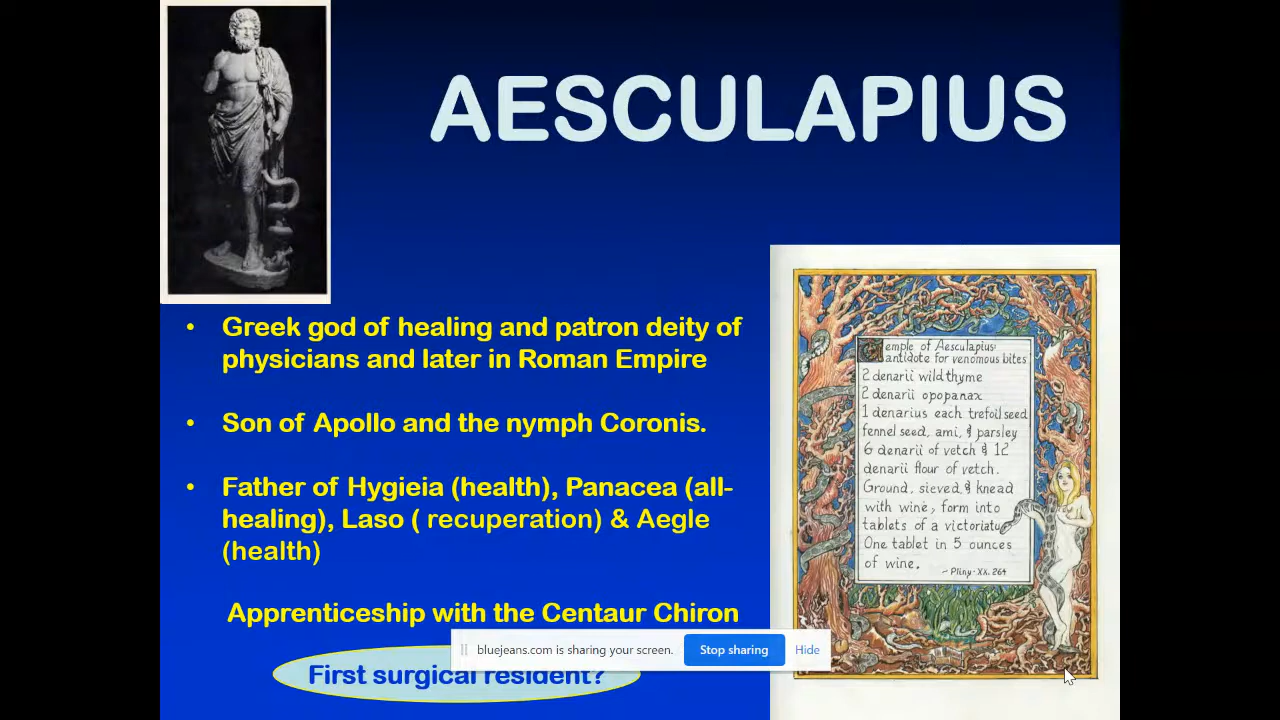 AESCULAPIUS
• Greek god of healing and patron deity of
physicians and later in Roman Empire
• Son of Apollo and the nymph Coronis.
• Father of Hygieia (health), Panacea (all-
healing), Laso ( recuperation) & Aegle
(health)
Apprenticeship with the Centaur Chiron
First surgical resident?
bluejeans.com is sharing your screen.
Stop sharing
Hide
Temple of Aesculapius:
antidote for venomous bites
2 denarii wild thyme
2 denarii opopanax
1 denarius each trefoil seed
fennel seed, ami, & parsley
6 denarii of vetch & 12
denarii flour of vetch.
Ground, sieved, & knead
with wine, form into
tablets of a victoriatu
One tablet in 5 ounces
of wine.
~ Pliny · XX. 264